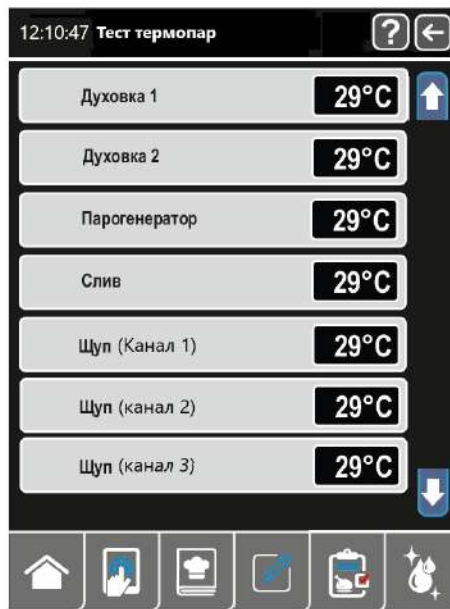 12:10:47 Тест термопар ?
Духовка 1 29°C
Духовка 2 29°C
Парогенератор 29°C
Слив 29°C
Щуп (Канал 1) 29°C
Щуп (канал 2) 29°C
Щуп (канал 3) 29°C